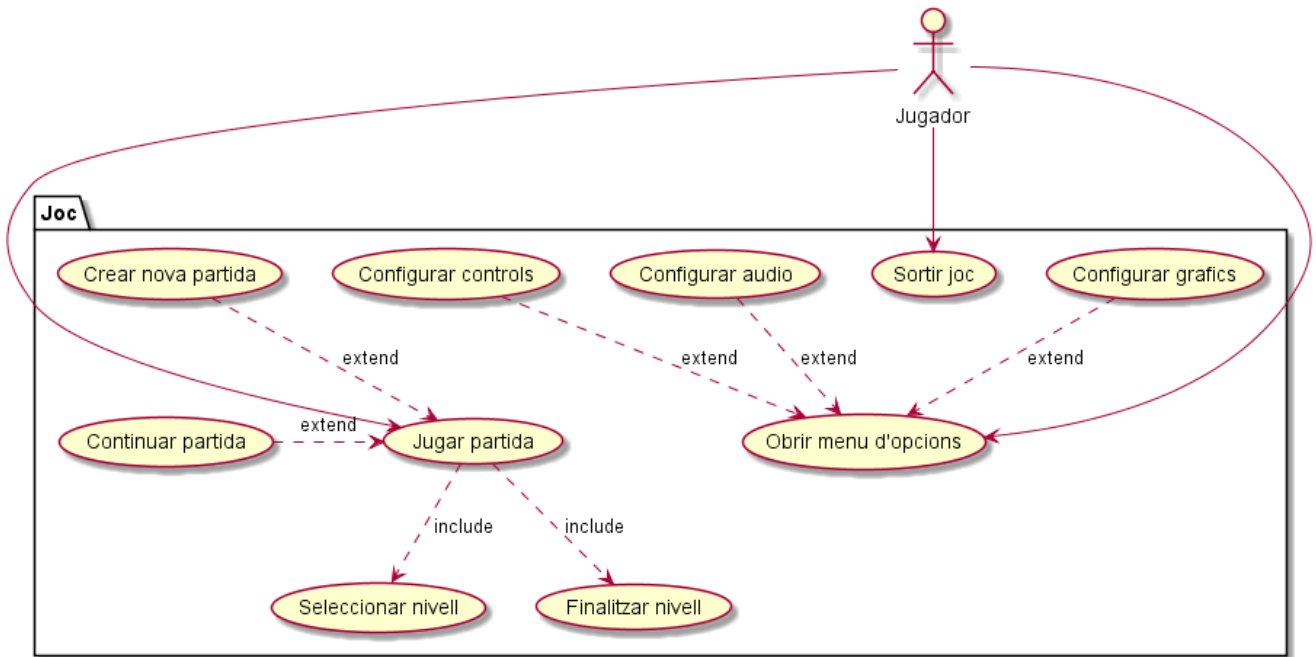 Jugador
Joc
Crear nova partida
Configurar controls
Configurar audio
Sortir joc
Configurar grafics
extend
extend
extend
extend
extend
Continuar partida
Jugar partida
Obrir menu d'opcions
include
include
Seleccionar nivell
Finalitzar nivell